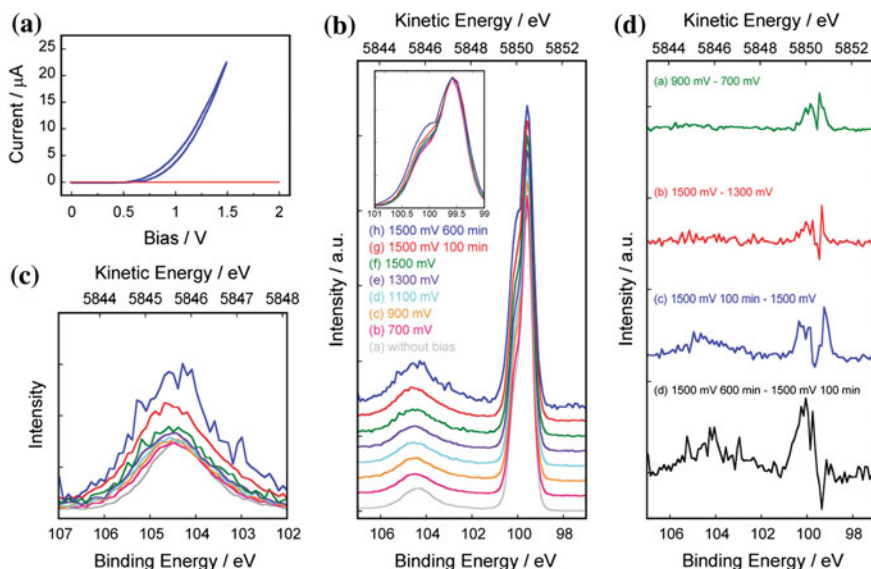 (a)
Current / μA
25
20
15
10
5
0
0
0.5
1
1.5
2
Bias / V
(b)
Kinetic Energy / eV
5844 5846 5848 5850 5852
101 100.5 100 99.5 99
(h) 1500 mV 600 min
(g) 1500 mV 100 min
(f) 1500 mV
(e) 1300 mV
(d) 1100 mV
(c) 900 mV
(b) 700 mV
(a) without bias
Intensity / a.u.
106 104 102 100 98
Binding Energy / eV
(c)
Kinetic Energy / eV
5844 5845 5846 5847 5848
Intensity
107 106 105 104 103 102
Binding Energy / eV
(d)
Kinetic Energy / eV
5844 5846 5848 5850 5852
(a) 900 mV - 700 mV
(b) 1500 mV - 1300 mV
(c) 1500 mV 100 min - 1500 mV
(d) 1500 mV 600 min - 1500 mV 100 min
Intensity / a.u.
106 104 102 100 98
Binding Energy / eV